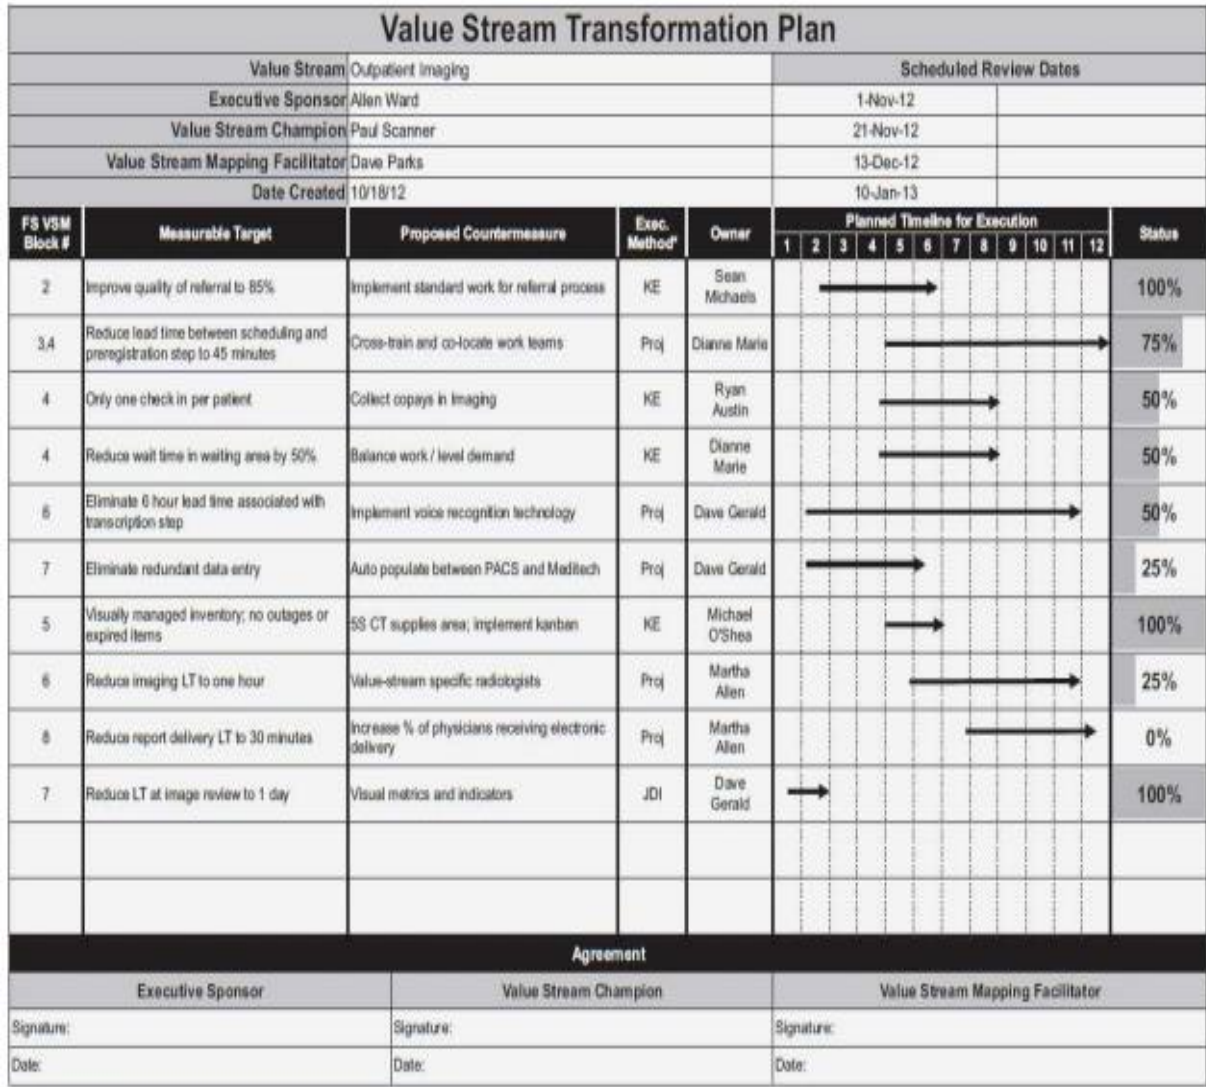 Value Stream Transformation Plan
Value Stream Outpatient Imaging Scheduled Review Dates
Executive Sponsor Allen Ward 1-Nov-12
Value Stream Champion Paul Scanner 21-Nov-12
Value Stream Mapping Facilitator Dave Parks 13-Dec-12
Date Created 10/18/12 10-Jan-13
FS VSM Block # Measurable Target Proposed Countermeasure Exec. Method* Owner Planned Timeline for Execution Status
1 2 3 4 5 6 7 8 9 10 11 12
2 Improve quality of referral to 85% Implement standard work for referral process KE Sean Michaels 100%
3,4 Reduce lead time between scheduling and preregistration step to 45 minutes Cross-train and co-locate work teams Proj Dianne Marie 75%
4 Only one check in per patient Collect copays in Imaging KE Ryan Austin 50%
4 Reduce wait time in waiting area by 50% Balance work / level demand KE Dianne Marie 50%
6 Eliminate 6 hour lead time associated with transcription step Implement voice recognition technology Proj Dave Gerald 50%
7 Eliminate redundant data entry Auto populate between PACS and Meditech Proj Dave Gerald 25%
5 Visually managed inventory; no outages or expired items 5S CT supplies area; implement kanban KE Michael O'Shea 100%
6 Reduce imaging LT to one hour Value-stream specific radiologists Proj Martha Allen 25%
8 Reduce report delivery LT to 30 minutes Increase % of physicians receiving electronic delivery Proj Martha Allen 0%
7 Reduce LT at image review to 1 day Visual metrics and indicators JDI Dave Gerald 100%
Agreement
Executive Sponsor Value Stream Champion Value Stream Mapping Facilitator
Signature: Signature: Signature:
Date: Date: Date: